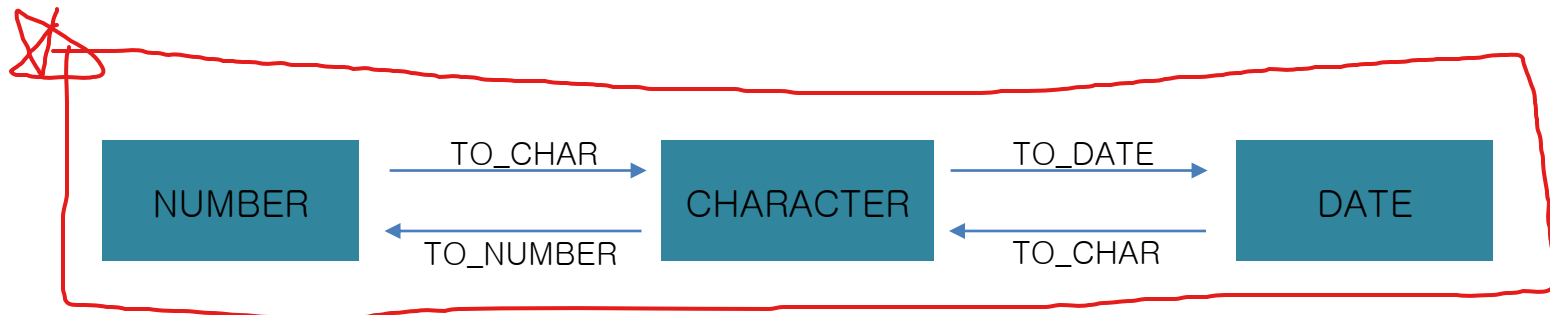 TO_CHAR
TO_DATE
NUMBER
CHARACTER
DATE
TO_NUMBER
TO_CHAR